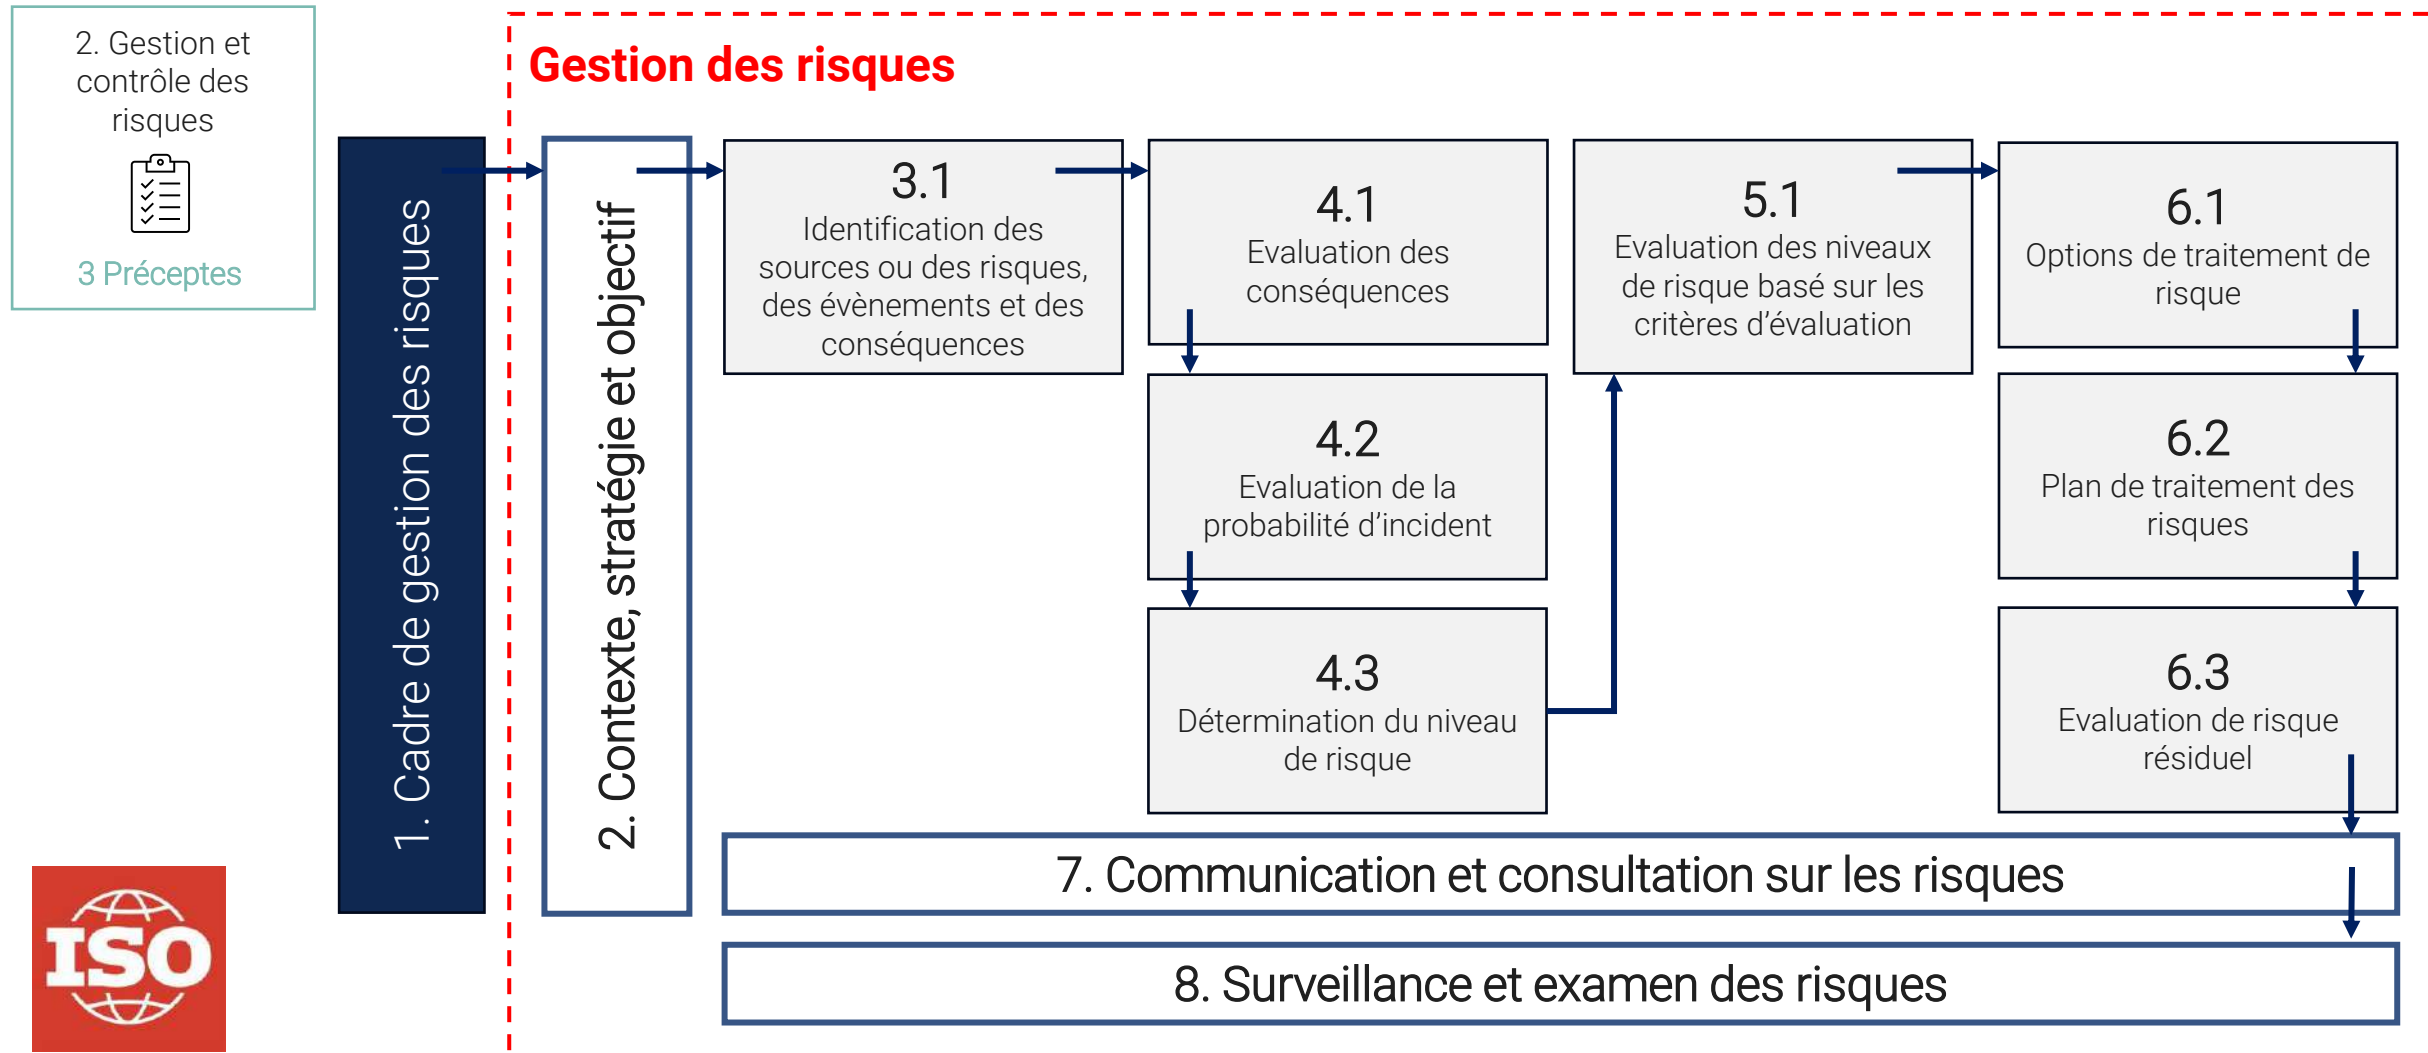 2. Gestion et
contrôle des
risques
3 Préceptes
Gestion des risques
1. Cadre de gestion des risques
2. Contexte, stratégie et objectif
3.1
Identification des
sources ou des risques,
des évènements et des
conséquences
4.1
Evaluation des
conséquences
4.2
Evaluation de la
probabilité d'incident
4.3
Détermination du niveau
de risque
5.1
Evaluation des niveaux
de risque basé sur les
critères d'évaluation
6.1
Options de traitement de
risque
6.2
Plan de traitement des
risques
6.3
Evaluation de risque
résiduel
7. Communication et consultation sur les risques
8. Surveillance et examen des risques
ISO